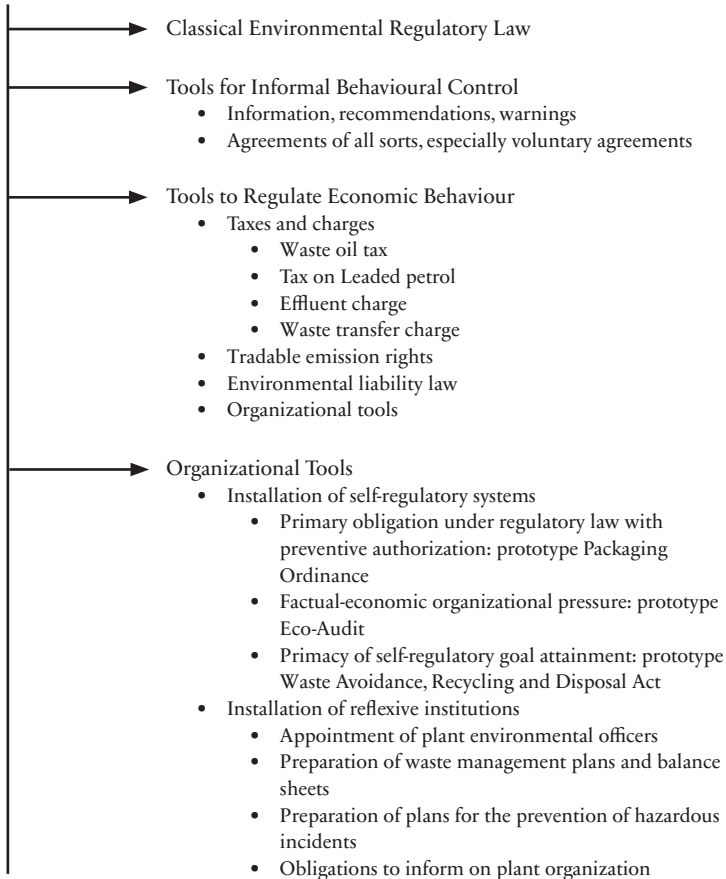 Classical Environmental Regulatory Law
Tools for Informal Behavioural Control
• Information, recommendations, warnings
• Agreements of all sorts, especially voluntary agreements
Tools to Regulate Economic Behaviour
• Taxes and charges
• Waste oil tax
• Tax on Leaded petrol
• Effluent charge
• Waste transfer charge
• Tradable emission rights
• Environmental liability law
• Organizational tools
Organizational Tools
• Installation of self-regulatory systems
• Primary obligation under regulatory law with
preventive authorization: prototype Packaging
Ordinance
• Factual-economic organizational pressure: prototype
Eco-Audit
• Primacy of self-regulatory goal attainment: prototype
Waste Avoidance, Recycling and Disposal Act
• Installation of reflexive institutions
• Appointment of plant environmental officers
• Preparation of waste management plans and balance
sheets
• Preparation of plans for the prevention of hazardous
incidents
• Obligations to inform on plant organization